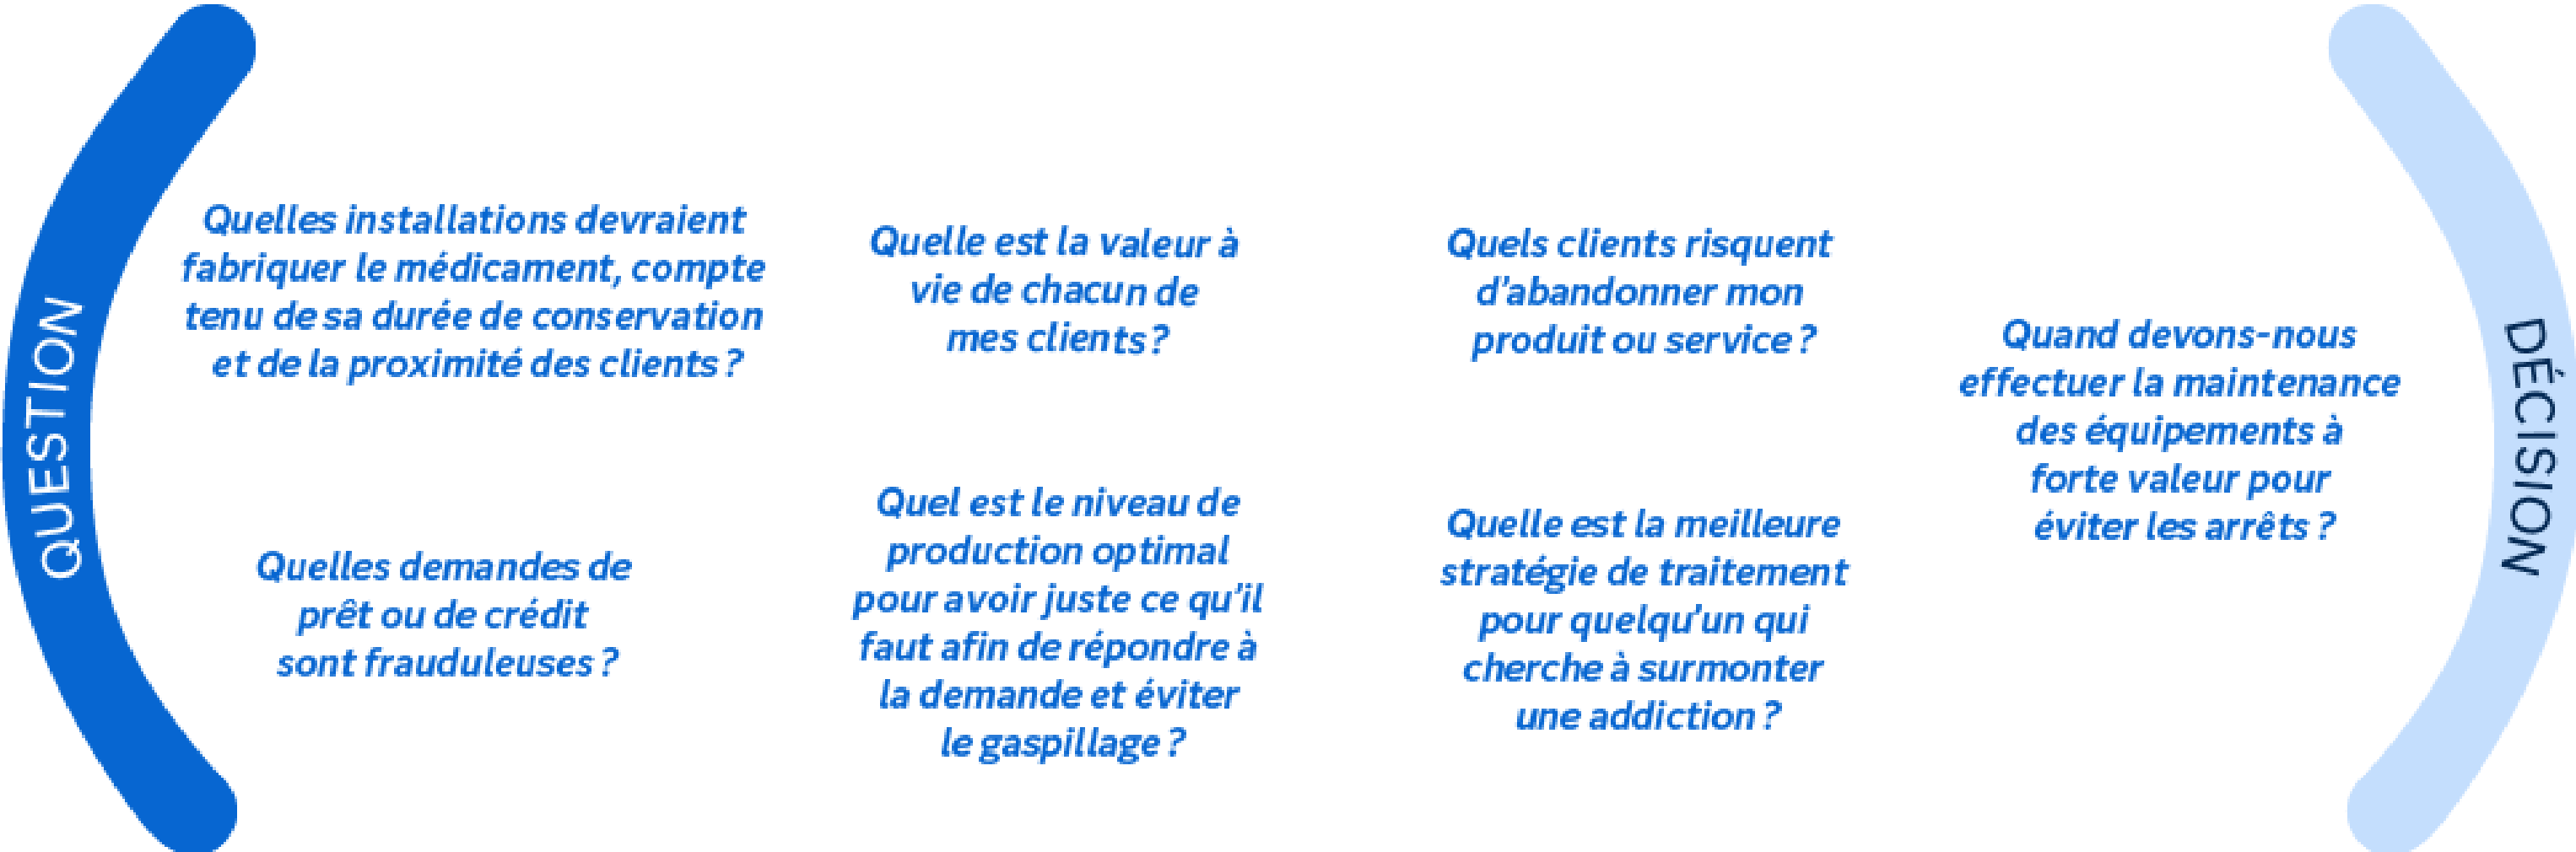 QUESTION
Quelles installations devraient
fabriquer le médicament, compte
tenu de sa durée de conservation
et de la proximité des clients ?
Quelles demandes de
prêt ou de crédit
sont frauduleuses ?
Quelle est la valeur à
vie de chacun de
mes clients ?
Quel est le niveau de
production optimal
pour avoir juste ce qu’il
faut afin de répondre à
la demande et éviter
le gaspillage ?
Quels clients risquent
d’abandonner mon
produit ou service ?
Quelle est la meilleure
stratégie de traitement
pour quelqu’un qui
cherche à surmonter
une addiction ?
Quand devons-nous
effectuer la maintenance
des équipements à
forte valeur pour
éviter les arrêts ?
DÉCISION